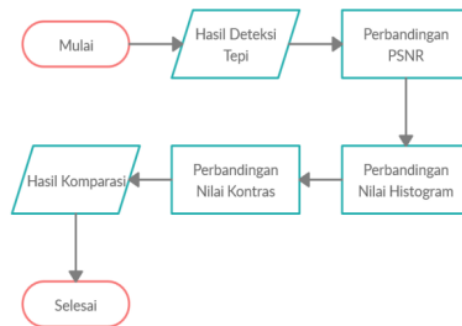 Mulai
Hasil Deteksi
Tepi
Perbandingan
PSNR
Perbandingan
Nilai Histogram
Perbandingan
Nilai Kontras
Hasil Komparasi
Selesai